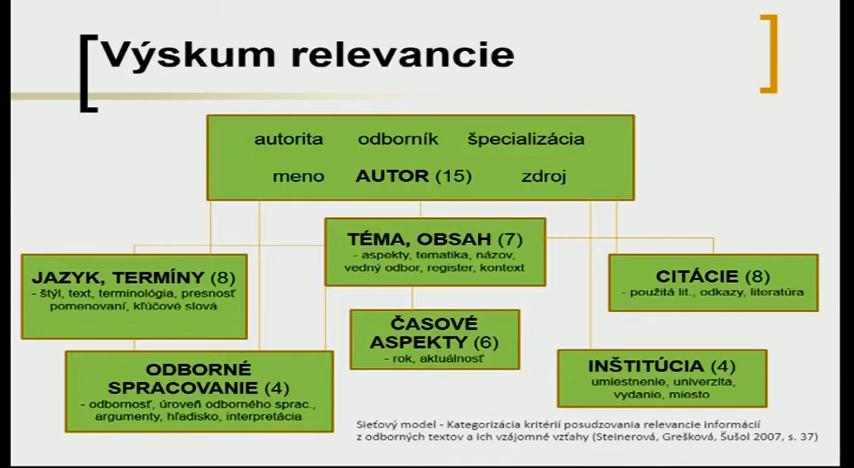 Výskum relevancie
autorita odborník špecializácia
meno AUTOR (15) zdroj
TÉMA, OBSAH (7)
- aspekty, tematika, názov,
vedný odbor, register, kontext
JAZYK, TERMÍNY (8)
- štýl, text, terminológia, presnosť
pomenovaní, kľúčové slová
CITÁCIE (8)
- použitá lit., odkazy, literatúra
ČASOVÉ
ASPEKTY (6)
- rok, aktuálnosť
ODBORNÉ
SPRACOVANIE (4)
- odbornosť, úroveň odborného sprac.,
argumenty, hľadisko, interpretácia
INŠTITÚCIA (4)
umiestnenie, univerzita,
vydanie, miesto
Sieťový model - Kategorizácia kritérií posudzovania relevancie informácií
z odborných textov a ich vzájomné vzťahy (Steinerová, Grešková, Šušol 2007, s. 37)